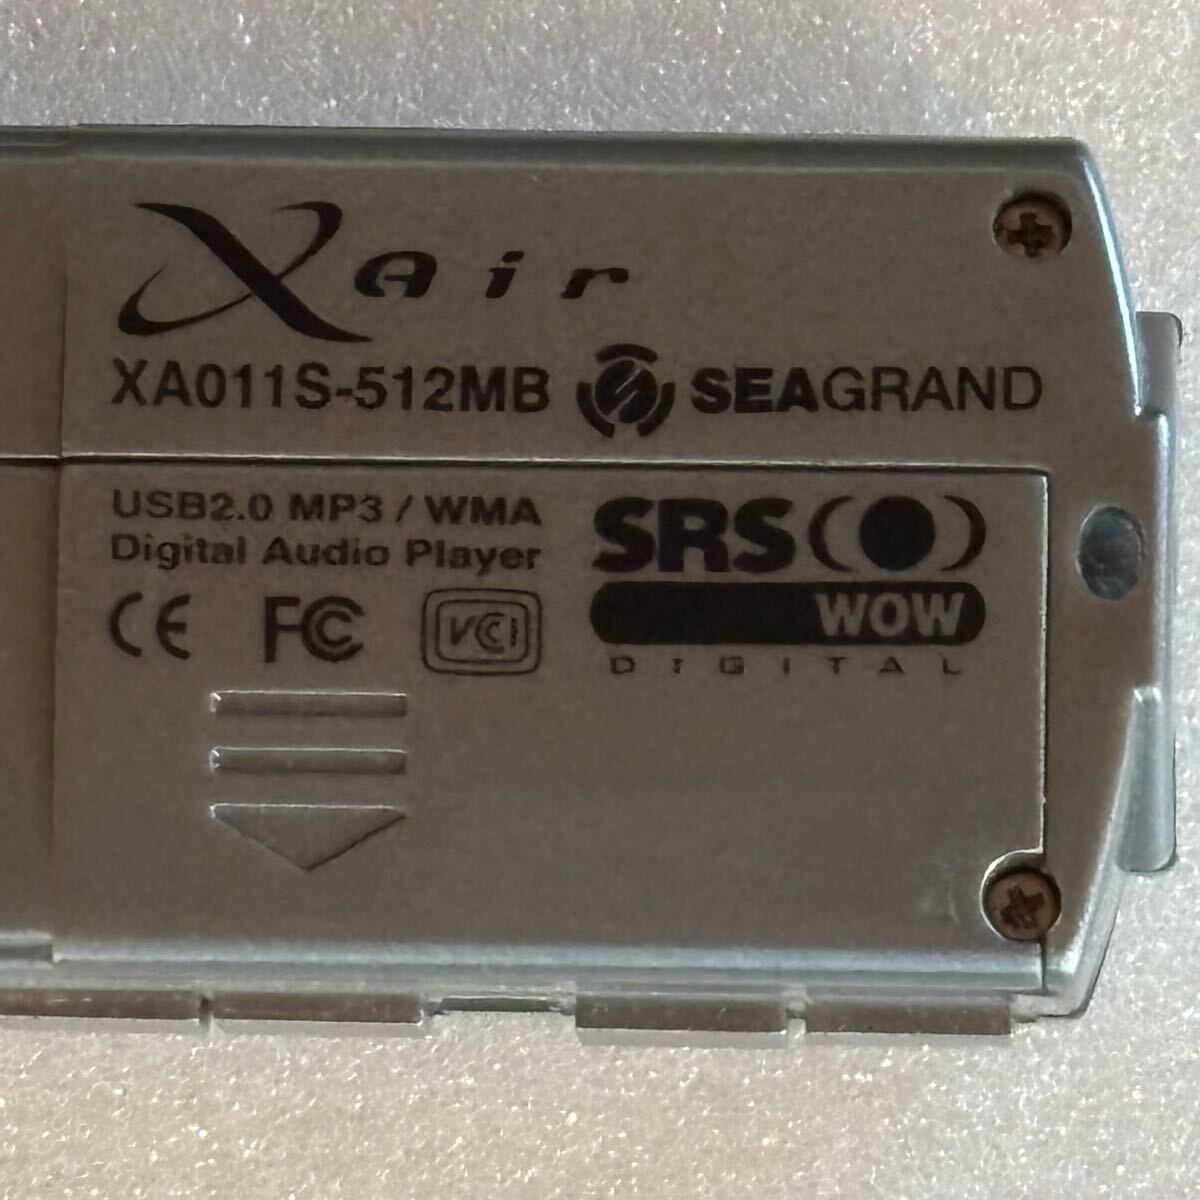 XAir
XA011S-512MB SEAGRAND
USB2.0 MP3 / WMA
Digital Audio Player
CE FC VCI
SRS
WOW
DIGITAL